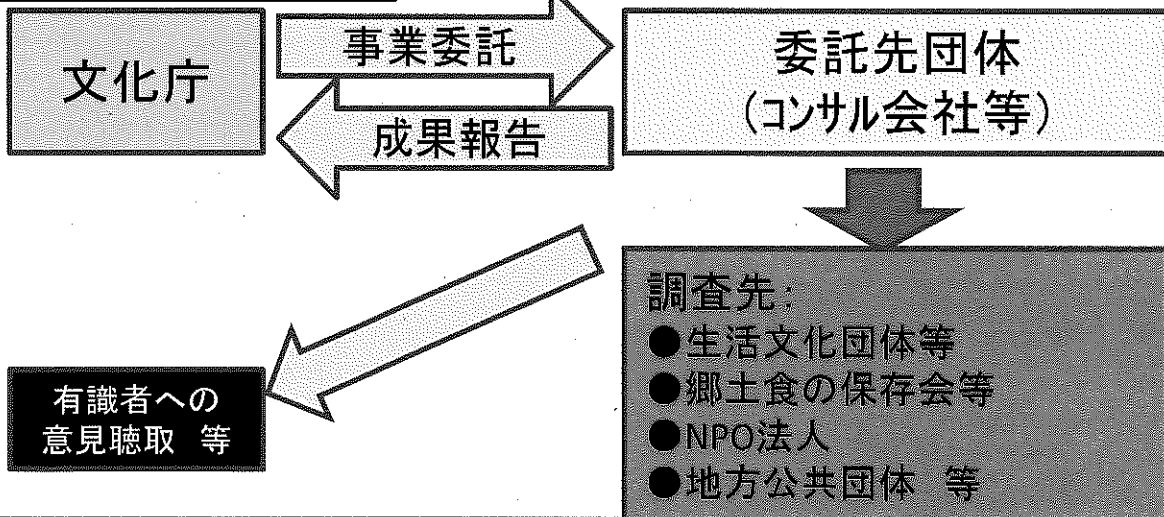 文化庁
事業委託
成果報告
委託先団体
(コンサル会社等)
有識者への
意見聴取 等
調査先:
●生活文化団体等
●郷土食の保存会等
●NPO法人
●地方公共団体 等